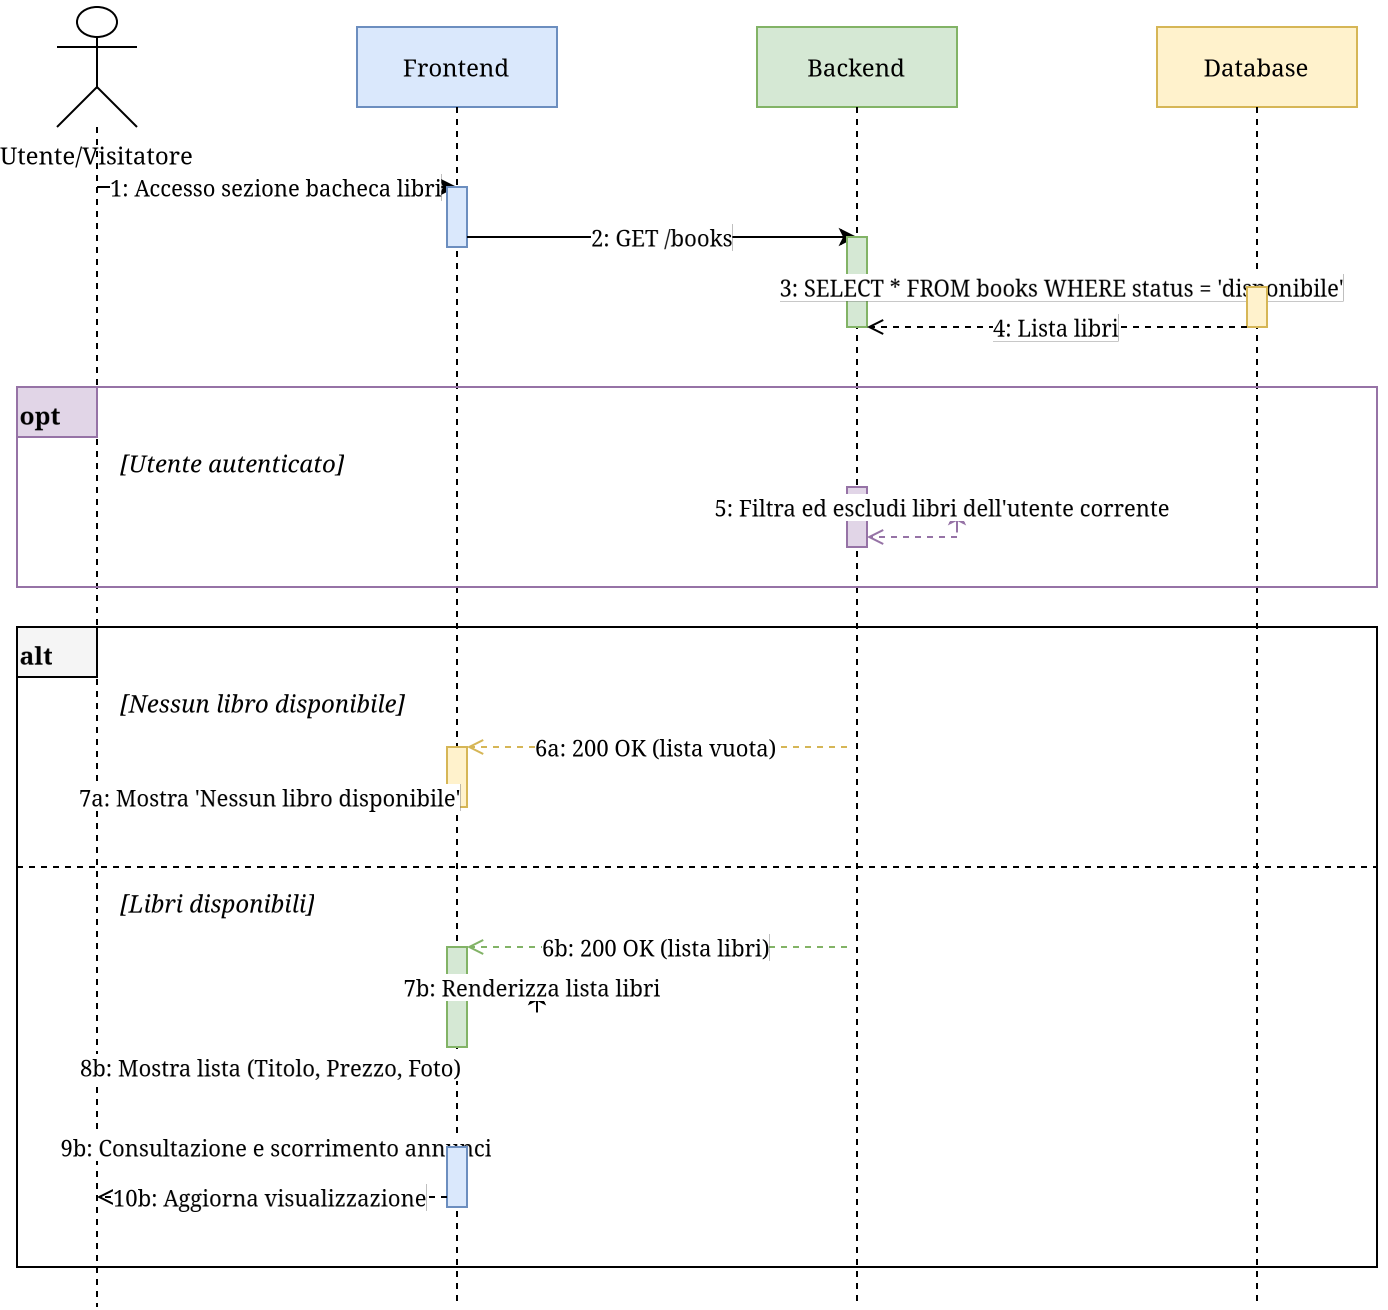 Frontend
Backend
Database
Utente/Visitatore
1: Accesso sezione bacheca libri
2: GET /books
3: SELECT * FROM books WHERE status = 'disponibile'
4: Lista libri
opt
[Utente autenticato]
5: Filtra ed escludi libri dell'utente corrente
alt
[Nessun libro disponibile]
6a: 200 OK (lista vuota)
7a: Mostra 'Nessun libro disponibile'
[Libri disponibili]
6b: 200 OK (lista libri)
7b: Renderizza lista libri
8b: Mostra lista (Titolo, Prezzo, Foto)
9b: Consultazione e scorrimento annunci
10b: Aggiorna visualizzazione